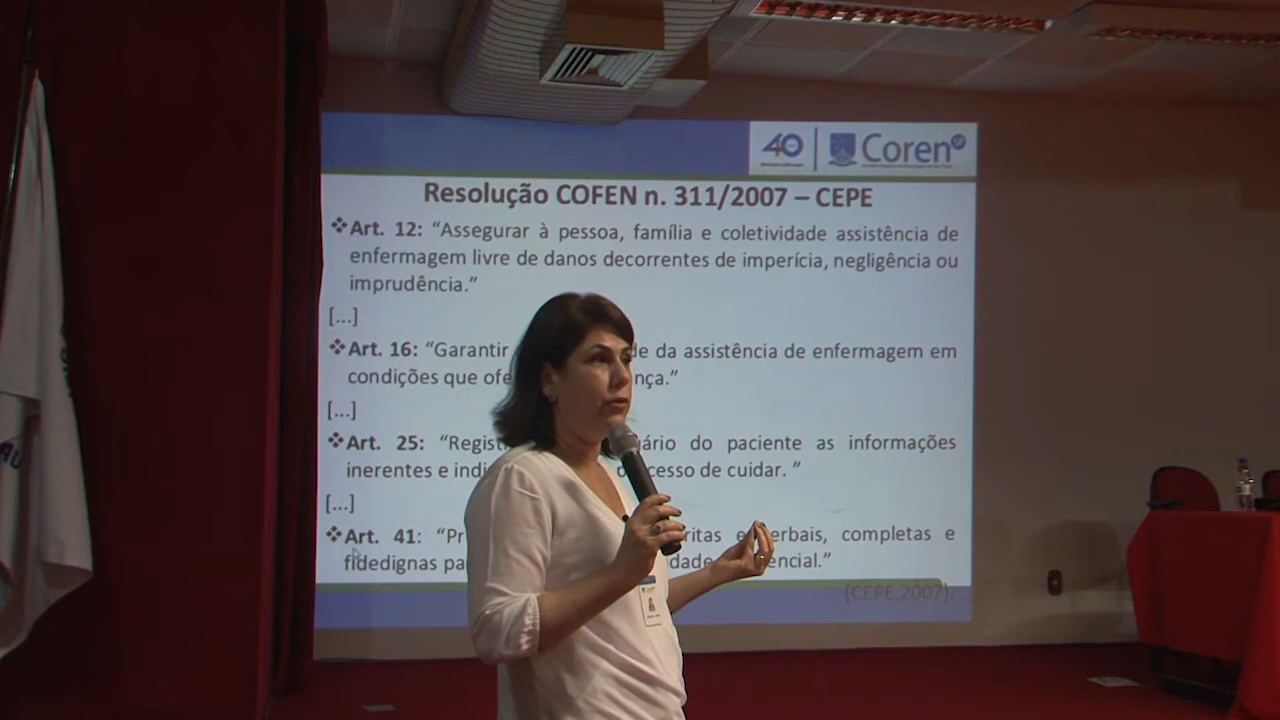 40
Coren SP
Resolução COFEN n. 311/2007 – CEPE
❖Art. 12: “Assegurar à pessoa, família e coletividade assistência de
enfermagem livre de danos decorrentes de imperícia, negligência ou
imprudência.”
[...]
❖Art. 16: “Garantir de da assistência de enfermagem em
condições que ofe nça.”
[...]
❖Art. 25: “Regist ário do paciente as informações
inerentes e indi ocesso de cuidar. ”
[...]
❖Art. 41: “Pr ritas e verbais, completas e
fidedignas pa dade encial.”
(CEPE,2007).